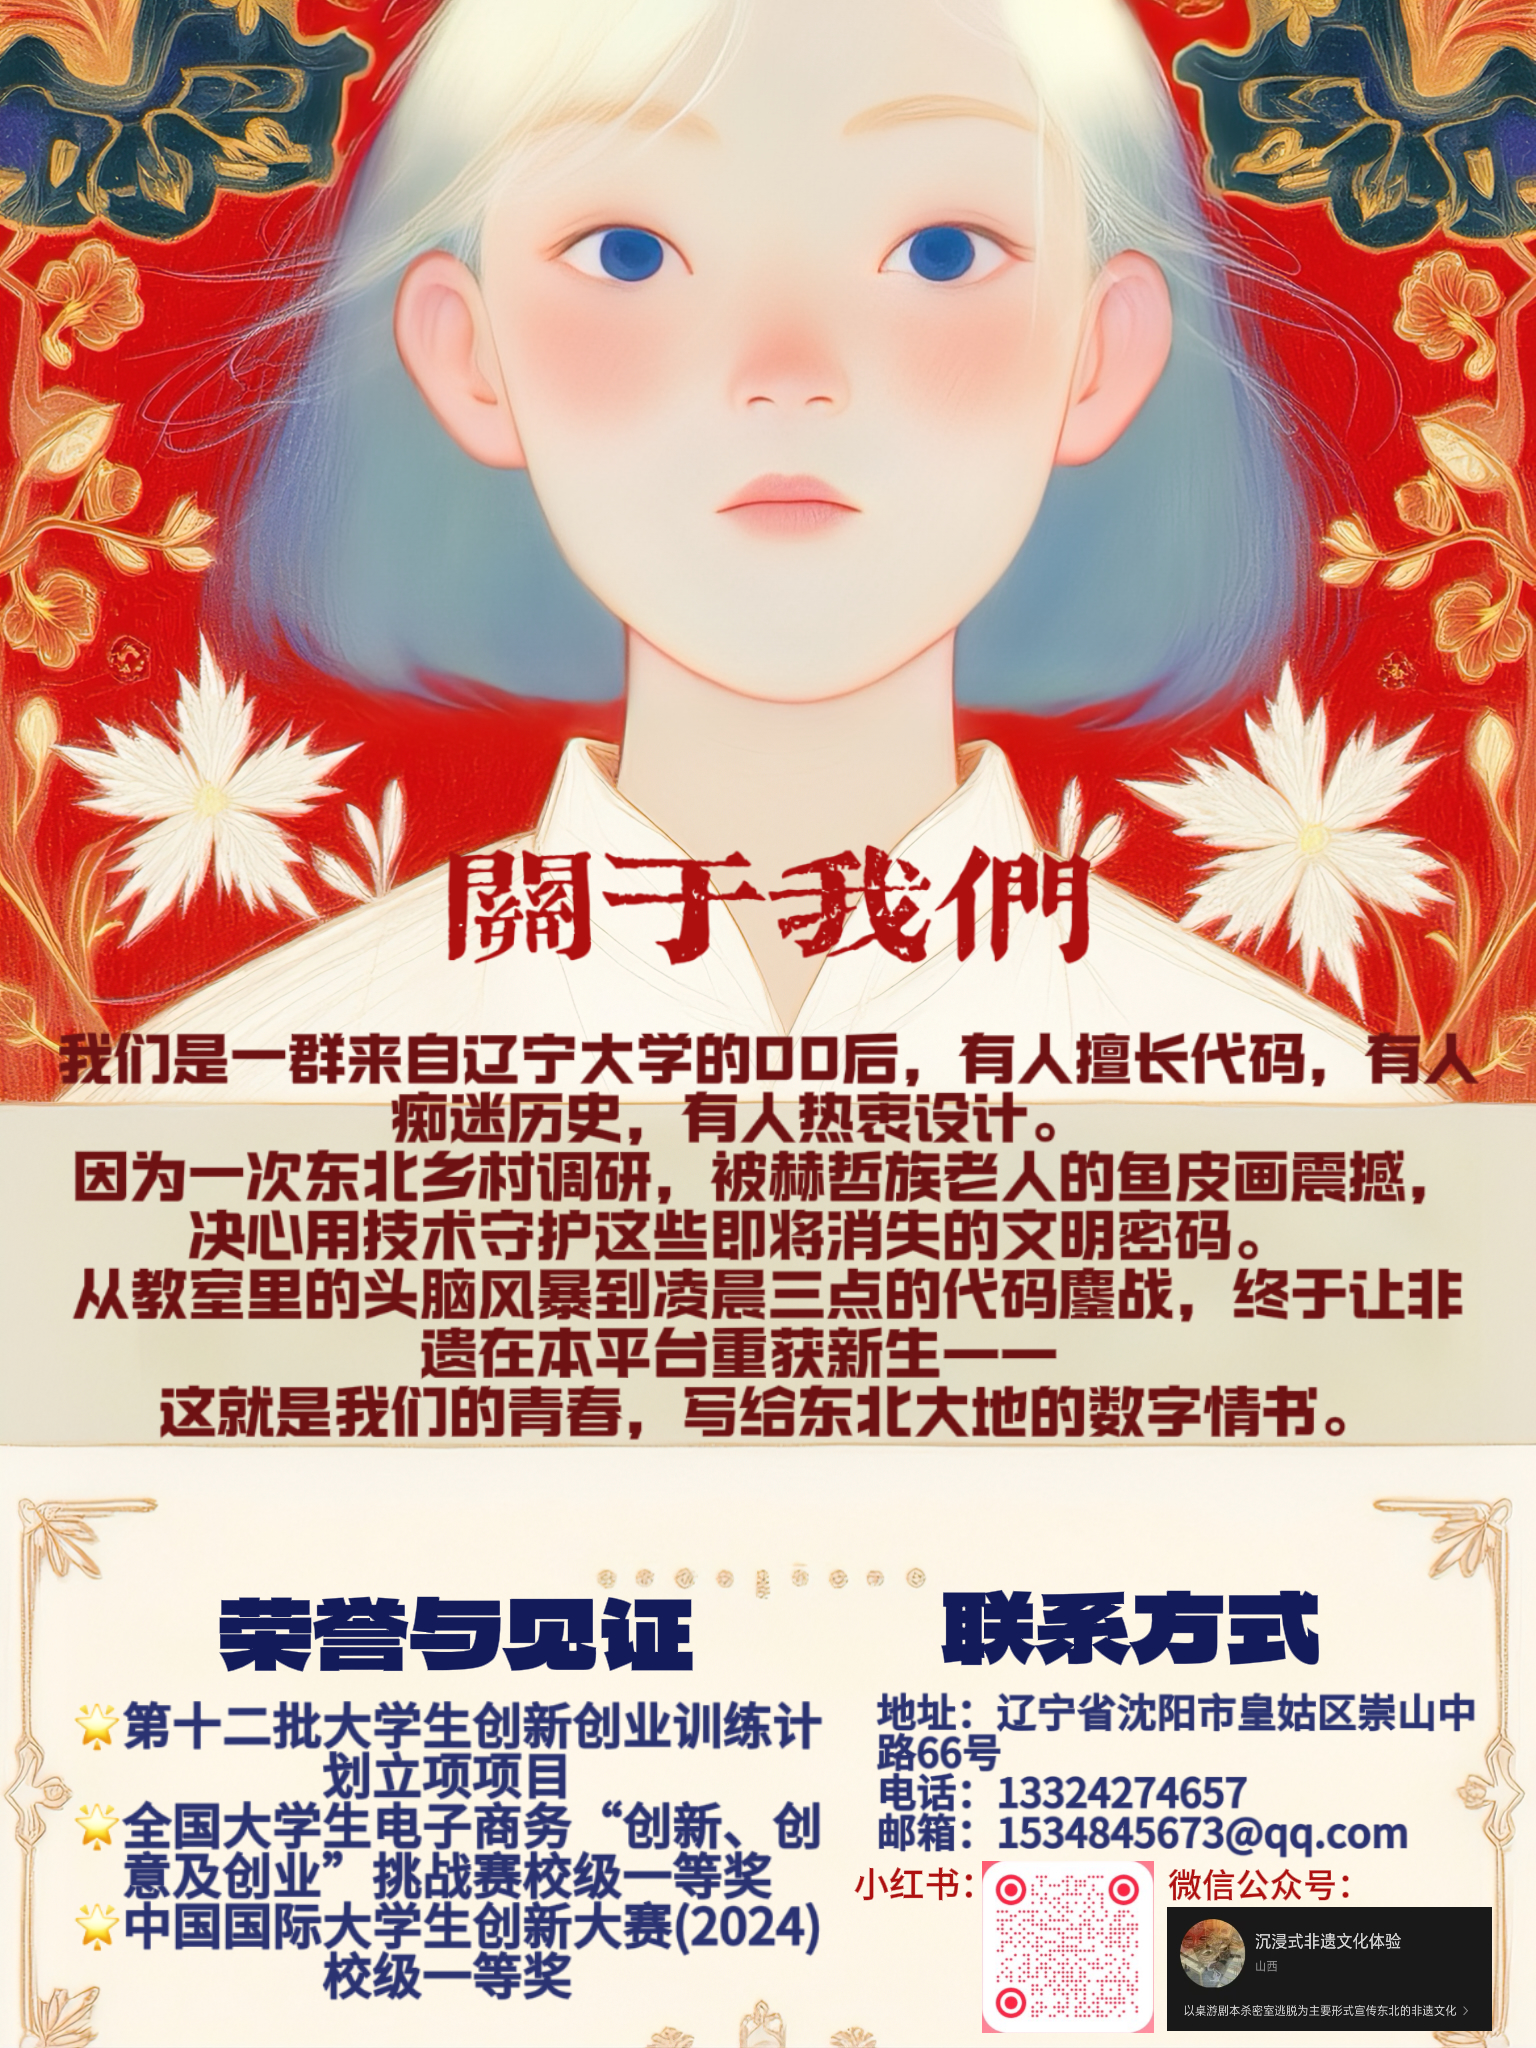 關于我們
我们是一群来自辽宁大学的00后，有人擅长代码，有人
痴迷历史，有人热衷设计。
因为一次东北乡村调研，被赫哲族老人的鱼皮画震撼，
决心用技术守护这些即将消失的文明密码。
从教室里的头脑风暴到凌晨三点的代码鏖战，终于让非
遗在本平台重获新生——
这就是我们的青春，写给东北大地的数字情书。
荣誉与见证
🌟第十二批大学生创新创业训练计
划立项项目
🌟全国大学生电子商务“创新、创
意及创业”挑战赛校级一等奖
🌟中国国际大学生创新大赛(2024)
校级一等奖
联系方式
地址：辽宁省沈阳市皇姑区崇山中
路66号
电话：13324274657
邮箱：1534845673@qq.com
小红书：
微信公众号：
沉浸式非遗文化体验
山西
以桌游剧本杀密室逃脱为主要形式宣传东北的非遗文化 >